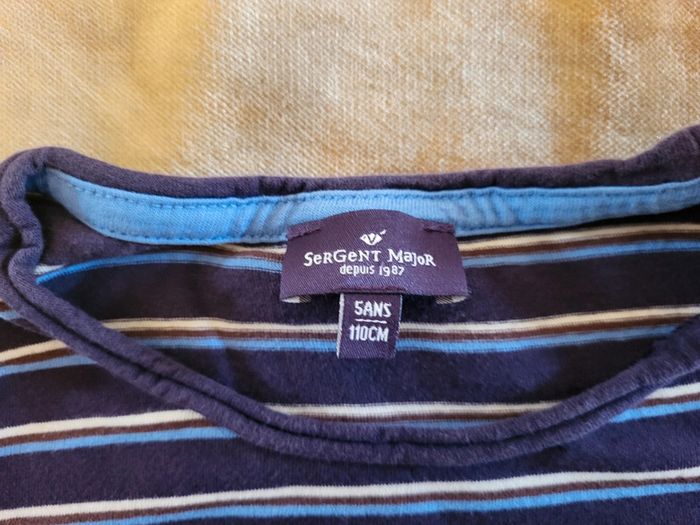 SerGent Major
depuis 1987
5ANS
110CM